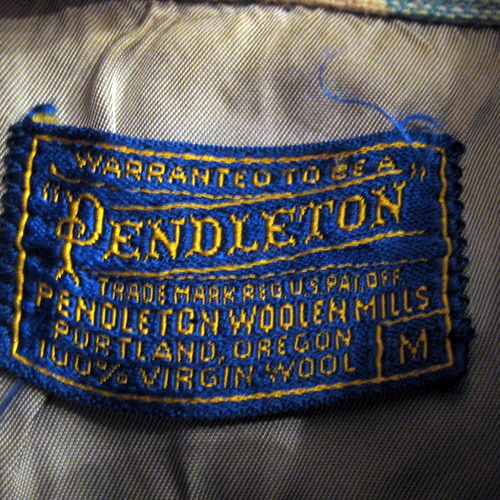 WARRANTED TO BE A
"PENDLETON"
TRADE MARK REG. U.S. PAT. OFF.
PENDLETON WOOLEN MILLS
PORTLAND, OREGON
100% VIRGIN WOOL
M